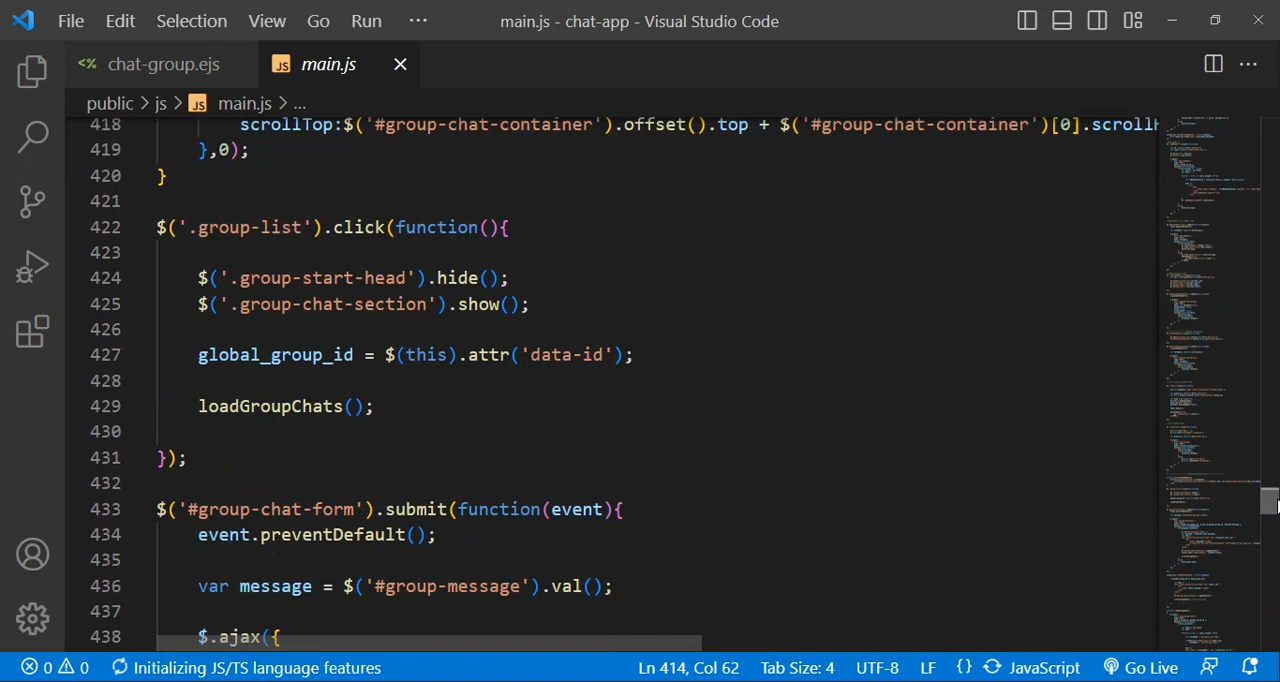 File Edit Selection View Go Run ··· main.js - chat-app - Visual Studio Code
<% chat-group.ejs JS main.js
public > js > JS main.js > ...
418 scrollTop:$('#group-chat-container').offset().top + $('#group-chat-container')[0].scrollH
419 },0);
420 }
421
422 $('.group-list').click(function(){
423
424 $('.group-start-head').hide();
425 $('.group-chat-section').show();
426
427 global_group_id = $(this).attr('data-id');
428
429 loadGroupChats();
430
431 });
432
433 $('#group-chat-form').submit(function(event){
434 event.preventDefault();
435
436 var message = $('#group-message').val();
437
438 $.ajax({
0 0 Initializing JS/TS language features Ln 414, Col 62 Tab Size: 4 UTF-8 LF {} JavaScript Go Live